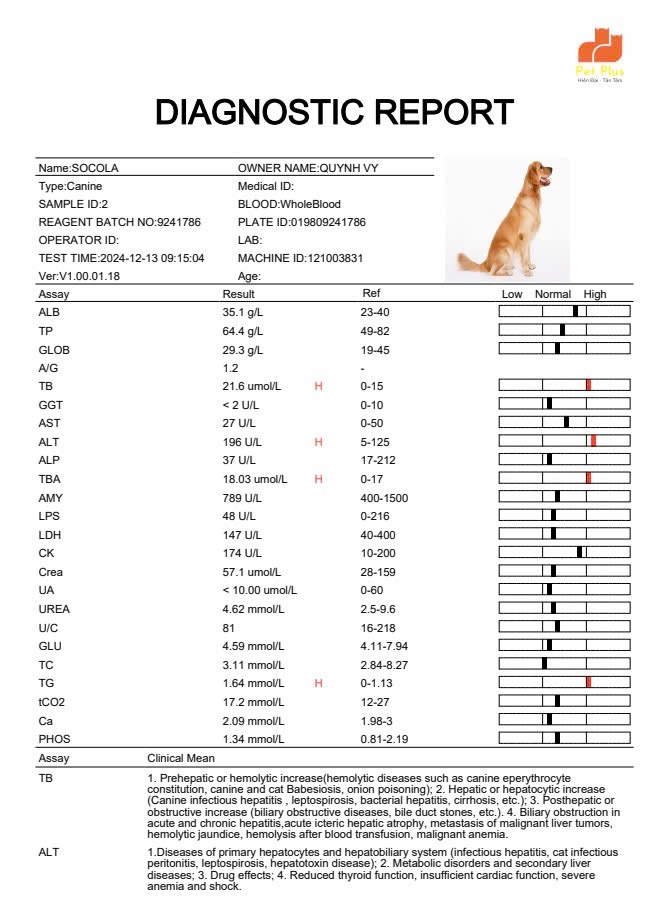 Pet Plus
Hiện Đại - Tận Tâm
DIAGNOSTIC REPORT
Name:SOCOLA OWNER NAME:QUYNH VY
Type:Canine Medical ID:
SAMPLE ID:2 BLOOD:WholeBlood
REAGENT BATCH NO:9241786 PLATE ID:019809241786
OPERATOR ID: LAB:
TEST TIME:2024-12-13 09:15:04 MACHINE ID:121003831
Ver:V1.00.01.18 Age:
Assay Result Ref Low Normal High
ALB 35.1 g/L 23-40
TP 64.4 g/L 49-82
GLOB 29.3 g/L 19-45
A/G 1.2 -
TB 21.6 umol/L H 0-15
GGT < 2 U/L 0-10
AST 27 U/L 0-50
ALT 196 U/L H 5-125
ALP 37 U/L 17-212
TBA 18.03 umol/L H 0-17
AMY 789 U/L 400-1500
LPS 48 U/L 0-216
LDH 147 U/L 40-400
CK 174 U/L 10-200
Crea 57.1 umol/L 28-159
UA < 10.00 umol/L 0-60
UREA 4.62 mmol/L 2.5-9.6
U/C 81 16-218
GLU 4.59 mmol/L 4.11-7.94
TC 3.11 mmol/L 2.84-8.27
TG 1.64 mmol/L H 0-1.13
tCO2 17.2 mmol/L 12-27
Ca 2.09 mmol/L 1.98-3
PHOS 1.34 mmol/L 0.81-2.19
Assay Clinical Mean
TB 1. Prehepatic or hemolytic increase(hemolytic diseases such as canine eperythrocyte
constitution, canine and cat Babesiosis, onion poisoning); 2. Hepatic or hepatocytic increase
(Canine infectious hepatitis , leptospirosis, bacterial hepatitis, cirrhosis, etc.); 3. Posthepatic or
obstructive increase (biliary obstructive diseases, bile duct stones, etc.). 4. Biliary obstruction in
acute and chronic hepatitis,acute icteric hepatic atrophy, metastasis of malignant liver tumors,
hemolytic jaundice, hemolysis after blood transfusion, malignant anemia.
ALT 1.Diseases of primary hepatocytes and hepatobiliary system (infectious hepatitis, cat infectious
peritonitis, leptospirosis, hepatotoxin disease); 2. Metabolic disorders and secondary liver
diseases; 3. Drug effects; 4. Reduced thyroid function, insufficient cardiac function, severe
anemia and shock.